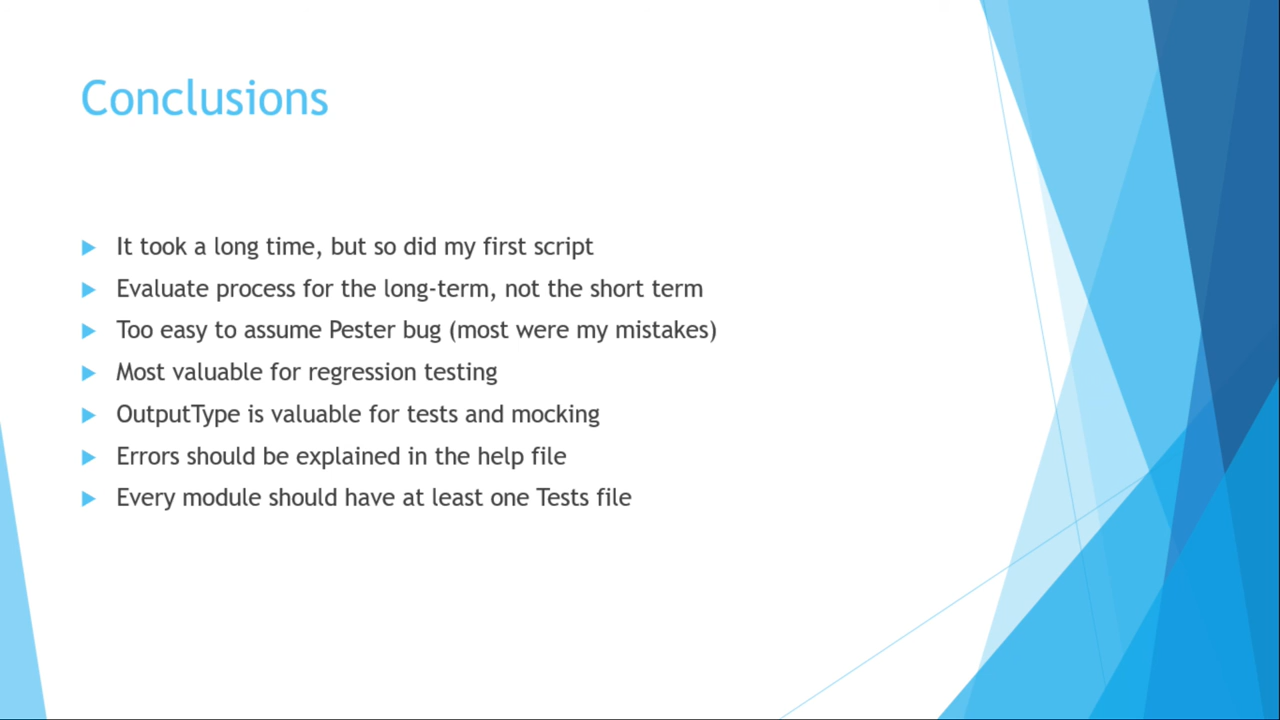 Conclusions
It took a long time, but so did my first script
Evaluate process for the long-term, not the short term
Too easy to assume Pester bug (most were my mistakes)
Most valuable for regression testing
OutputType is valuable for tests and mocking
Errors should be explained in the help file
Every module should have at least one Tests file